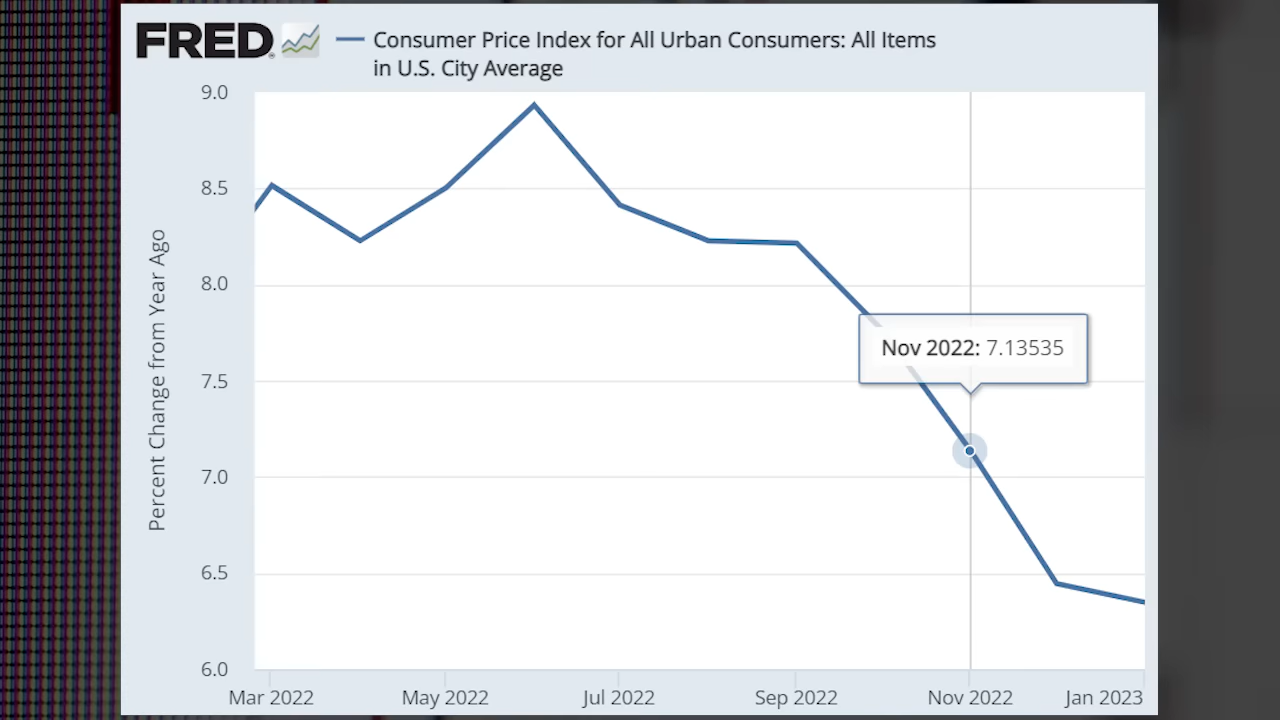 FRED
Consumer Price Index for All Urban Consumers: All Items
in U.S. City Average
9.0
8.5
8.0
7.5
7.0
6.5
6.0
Percent Change from Year Ago
Nov 2022: 7.13535
Mar 2022
May 2022
Jul 2022
Sep 2022
Nov 2022
Jan 2023